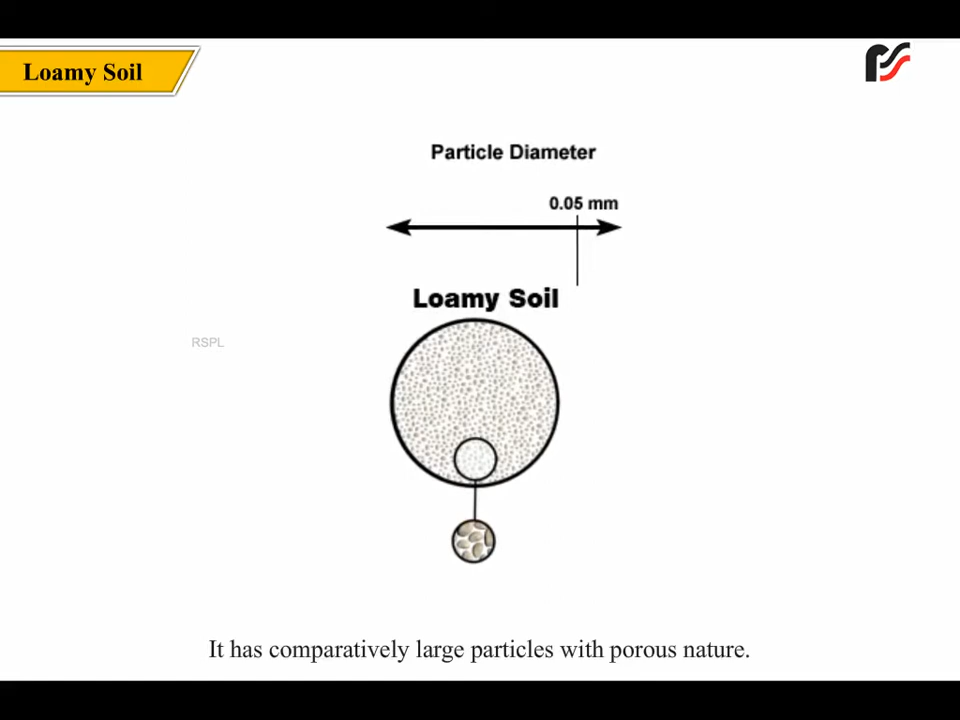 Loamy Soil
Particle Diameter
0.05 mm
Loamy Soil
RSPL
It has comparatively large particles with porous nature.